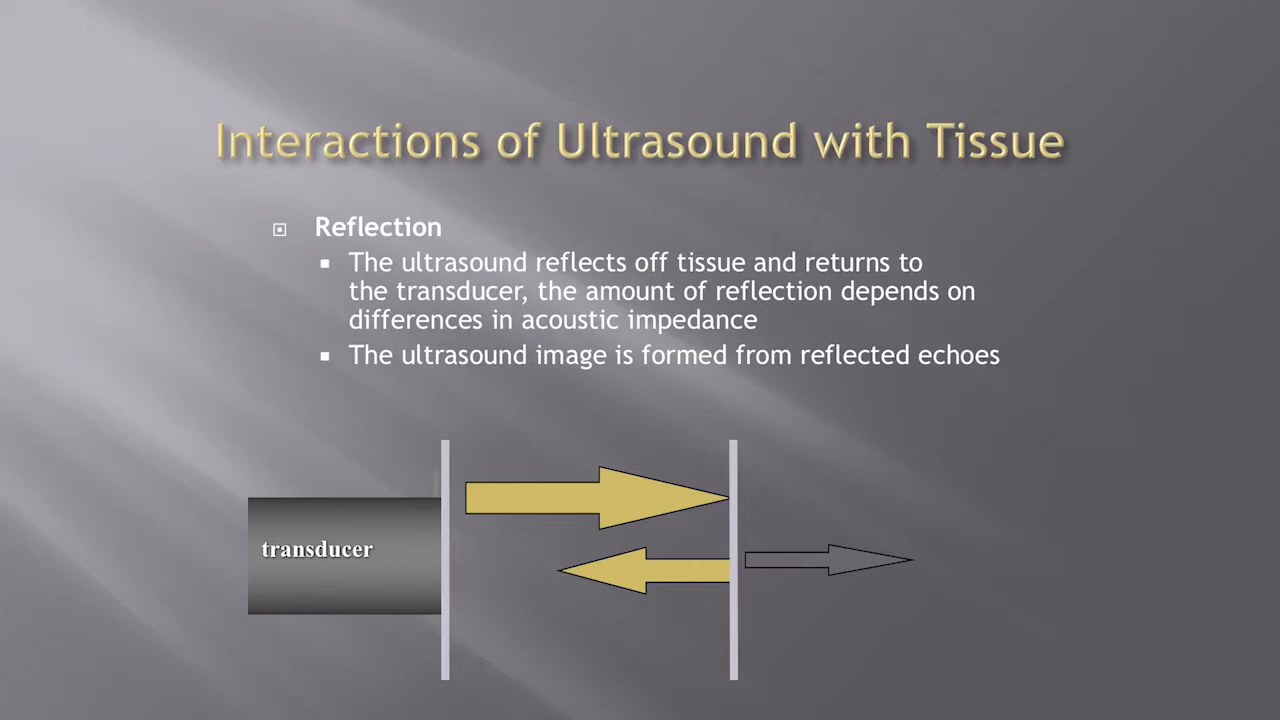 Interactions of Ultrasound with Tissue
Reflection
The ultrasound reflects off tissue and returns to
the transducer, the amount of reflection depends on
differences in acoustic impedance
The ultrasound image is formed from reflected echoes
transducer